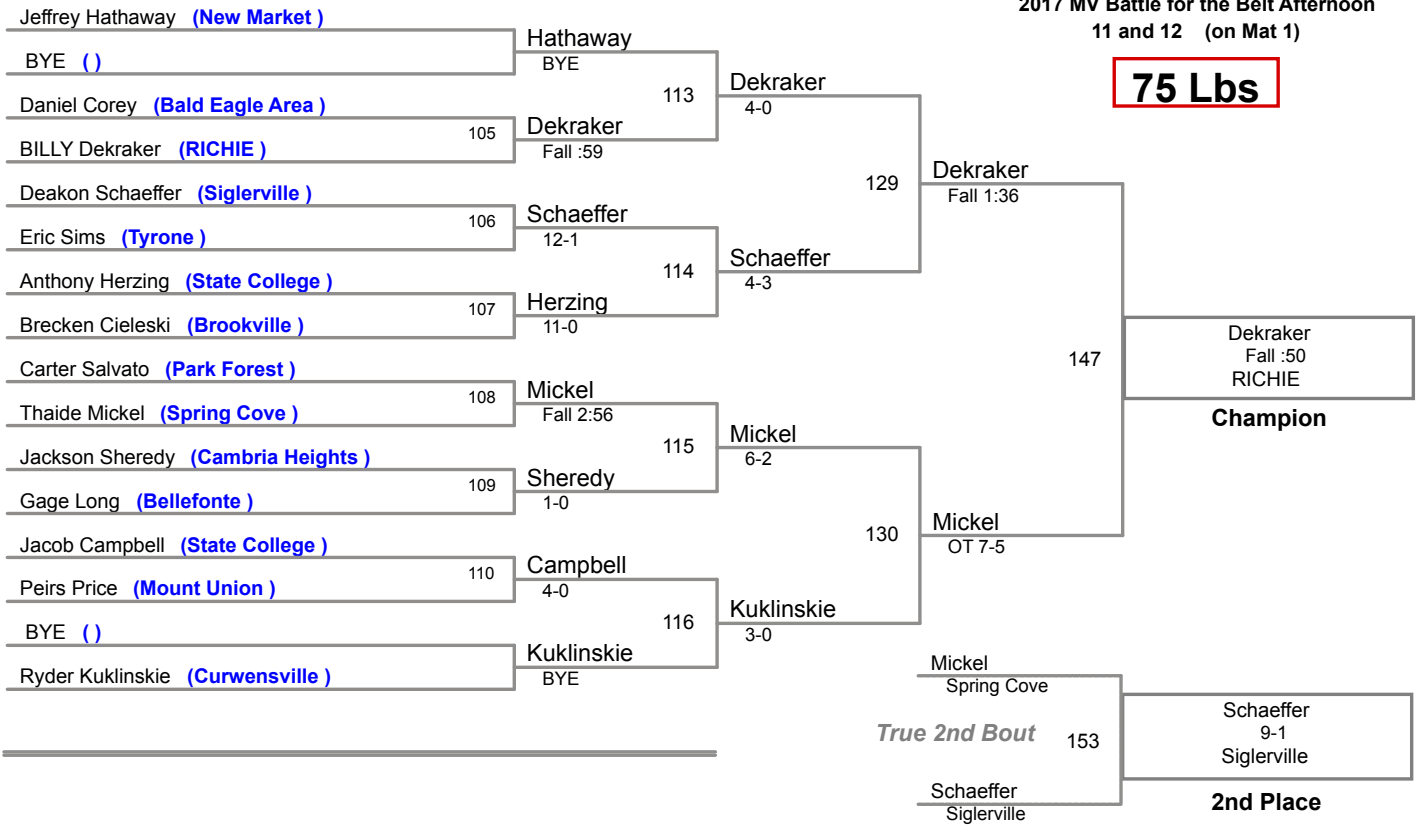 2017 MV Battle for the Belt Afternoon
11 and 12 (on Mat 1)
75 Lbs
Jeffrey Hathaway (New Market )
BYE ( )
Daniel Corey (Bald Eagle Area )
BILLY Dekraker (RICHIE )
Deakon Schaeffer (Siglerville )
Eric Sims (Tyrone )
Anthony Herzing (State College )
Brecken Cieleski (Brookville )
Carter Salvato (Park Forest )
Thaide Mickel (Spring Cove )
Jackson Sheredy (Cambria Heights )
Gage Long (Bellefonte )
Jacob Campbell (State College )
Peirs Price (Mount Union )
BYE ( )
Ryder Kuklinskie (Curwensville )
105
106
107
108
109
110
Hathaway
BYE
Dekraker
Fall :59
Schaeffer
12-1
Herzing
11-0
Mickel
Fall 2:56
Sheredy
1-0
Campbell
4-0
Kuklinskie
BYE
113
114
115
116
Dekraker
4-0
Schaeffer
4-3
Mickel
6-2
Kuklinskie
3-0
129
130
Dekraker
Fall 1:36
Mickel
OT 7-5
147
Dekraker
Fall :50
RICHIE
Champion
Mickel
Spring Cove
True 2nd Bout 153
Schaeffer
Siglerville
Schaeffer
9-1
Siglerville
2nd Place